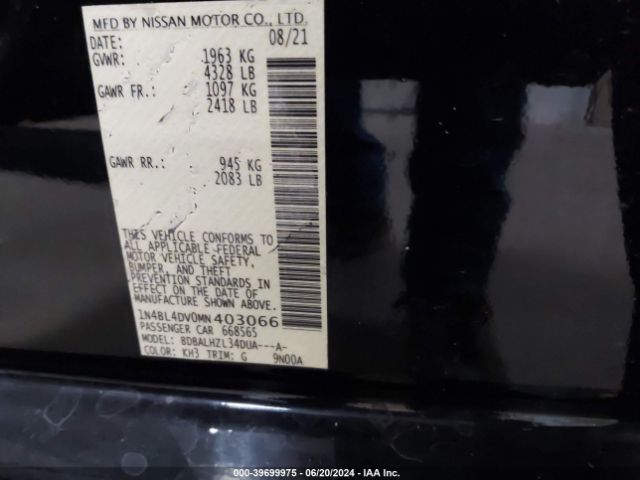 MFD BY NISSAN MOTOR CO., LTD.
DATE: 08/21
GVWR: 1963 KG
4328 LB
GAWR FR.: 1097 KG
2418 LB
GAWR RR.: 945 KG
2083 LB
THIS VEHICLE CONFORMS TO
ALL APPLICABLE FEDERAL
MOTOR VEHICLE SAFETY,
BUMPER, AND THEFT
PREVENTION STANDARDS IN
EFFECT ON THE DATE OF
MANUFACTURE SHOWN ABOVE.
1N4BL4DV0MN403066
PASSENGER CAR 668565
MODEL: BDBALHZL34DUA---A-
COLOR: KH3 TRIM: G 9N00A
000-39699975 - 06/20/2024 - IAA Inc.